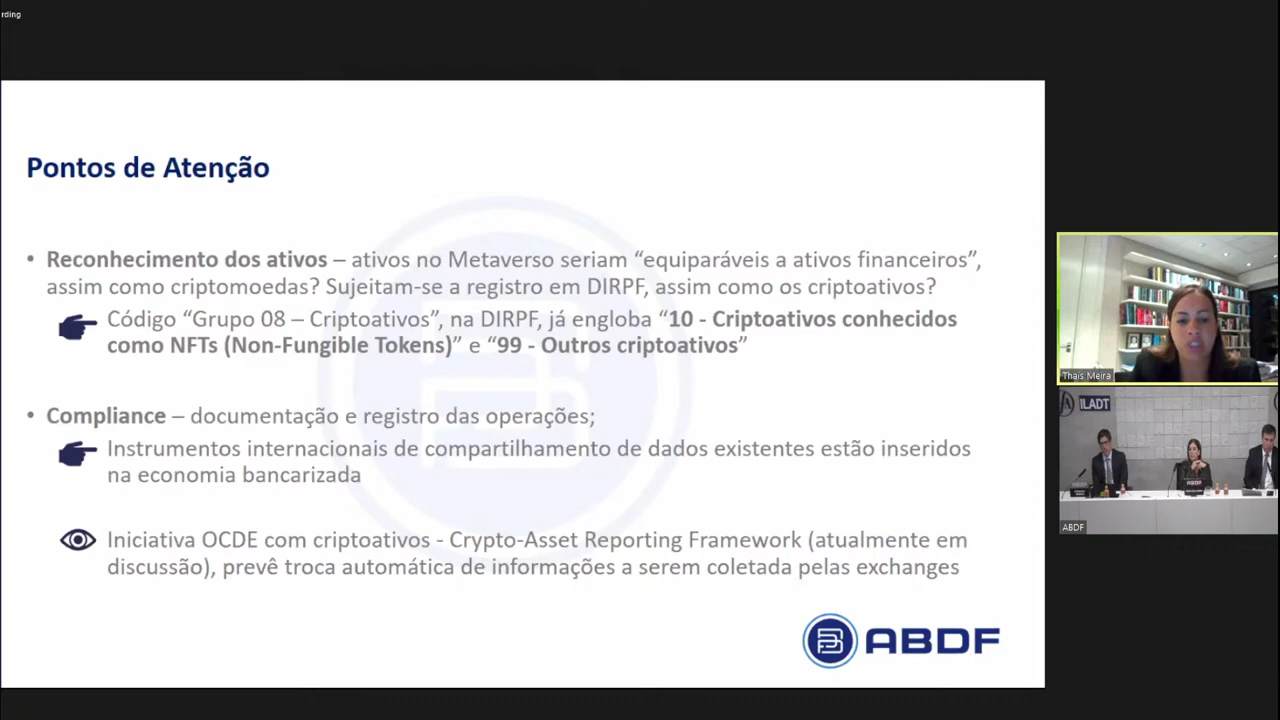 rding
Pontos de Atenção
• Reconhecimento dos ativos – ativos no Metaverso seriam “equiparáveis a ativos financeiros”,
assim como criptomoedas? Sujeitam-se a registro em DIRPF, assim como os criptoativos?
Código “Grupo 08 – Criptoativos”, na DIRPF, já engloba “10 - Criptoativos conhecidos
como NFTs (Non-Fungible Tokens)” e “99 - Outros criptoativos”
• Compliance – documentação e registro das operações;
Instrumentos internacionais de compartilhamento de dados existentes estão inseridos
na economia bancarizada
Iniciativa OCDE com criptoativos - Crypto-Asset Reporting Framework (atualmente em
discussão), prevê troca automática de informações a serem coletada pelas exchanges
ABDF
Thais Meira
ILADT
ABDF
ABDF